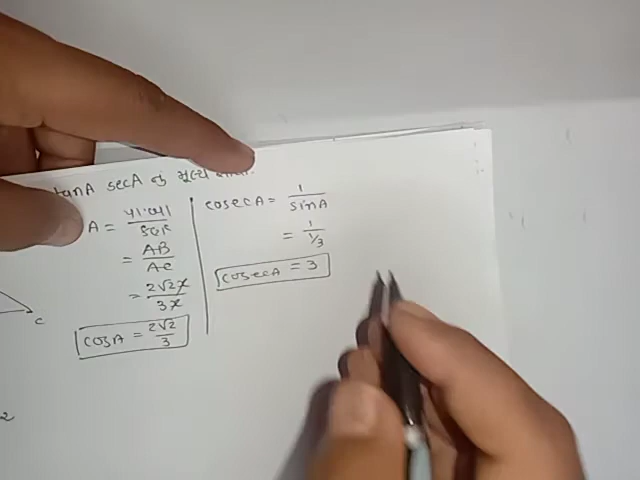 tanA secA નું મૂલ્ય
A = પા.બા / કર્ણ
= AB / AC
= 2√2x / 3x
cosA = 2√2 / 3
cosecA = 1 / sinA
= 1 / 1/3
cosecA = 3
C
2